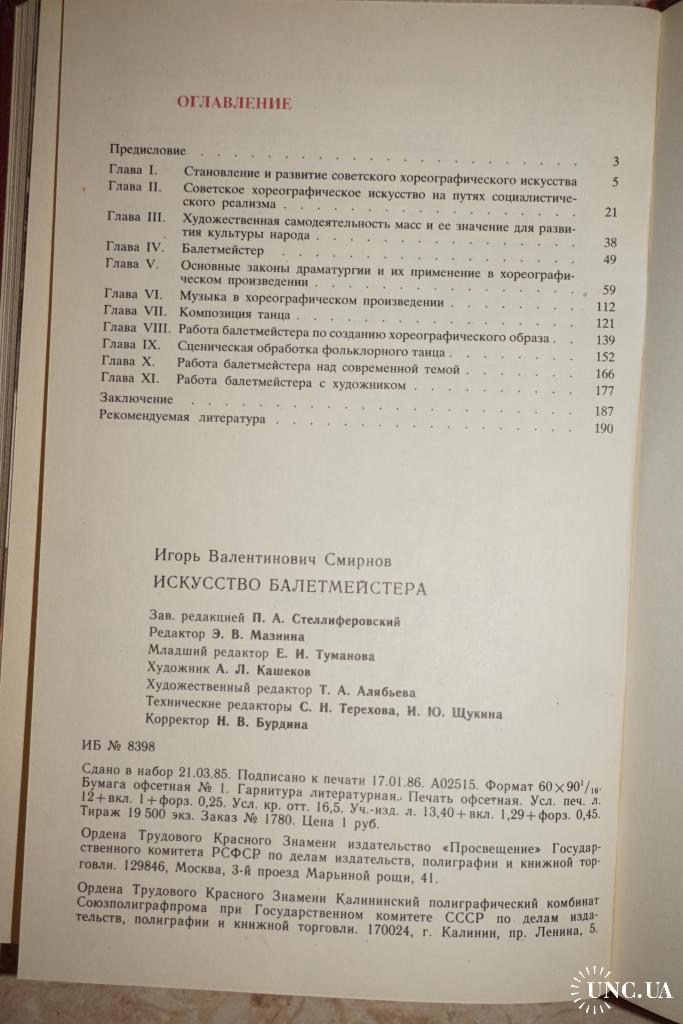 ОГЛАВЛЕНИЕ
Предисловие . . . . . . . . . . . . . . . . . . 3
Глава I. Становление и развитие советского хореографического искусства 5
Глава II. Советское хореографическое искусство на путях социалистиче-
ского реализма . . . . . . . . . . . . . . 21
Глава III. Художественная самодеятельность масс и ее значение для разви-
тия культуры народа . . . . . . . . . . . . 38
Глава IV. Балетмейстер . . . . . . . . . . . . . . 49
Глава V. Основные законы драматургии и их применение в хореографи-
ческом произведении . . . . . . . . . . . . 59
Глава VI. Музыка в хореографическом произведении . . . . . . 112
Глава VII. Композиция танца . . . . . . . . . . . . 121
Глава VIII. Работа балетмейстера по созданию хореографического образа . . 139
Глава IX. Сценическая обработка фольклорного танца . . . . . . 152
Глава X. Работа балетмейстера над современной темой . . . . . 166
Глава XI. Работа балетмейстера с художником . . . . . . . 177
Заключение . . . . . . . . . . . . . . . . . . 187
Рекомендуемая литература . . . . . . . . . . . . . . 190
Игорь Валентинович Смирнов
ИСКУССТВО БАЛЕТМЕЙСТЕРА
Зав. редакцией П. А. Стеллиферовский
Редактор Э. В. Мазнина
Младший редактор Е. И. Туманова
Художник А. Л. Кашеков
Художественный редактор Т. А. Алябьева
Технические редакторы С. Н. Терехова, И. Ю. Щукина
Корректор Н. В. Бурдина
ИБ № 8398
Сдано в набор 21.03.85. Подписано к печати 17.01.86. А02515. Формат 60×90¹/₁₆.
Бумага офсетная № 1. Гарнитура литературная. Печать офсетная. Усл. печ. л.
12+вкл. 1+форз. 0,25. Усл. кр. отт. 16,5. Уч.-изд. л. 13,40+вкл. 1,29+форз. 0,45.
Тираж 19 500 экз. Заказ № 1780. Цена 1 руб.
Ордена Трудового Красного Знамени издательство «Просвещение» Государ-
ственного комитета РСФСР по делам издательств, полиграфии и книжной тор-
говли. 129846, Москва, 3-й проезд Марьиной рощи, 41.
Ордена Трудового Красного Знамени Калининский полиграфический комбинат
Союзполиграфпрома при Государственном комитете СССР по делам изда-
тельств, полиграфии и книжной торговли. 170024, г. Калинин, пр. Ленина, 5.
UNC.UA